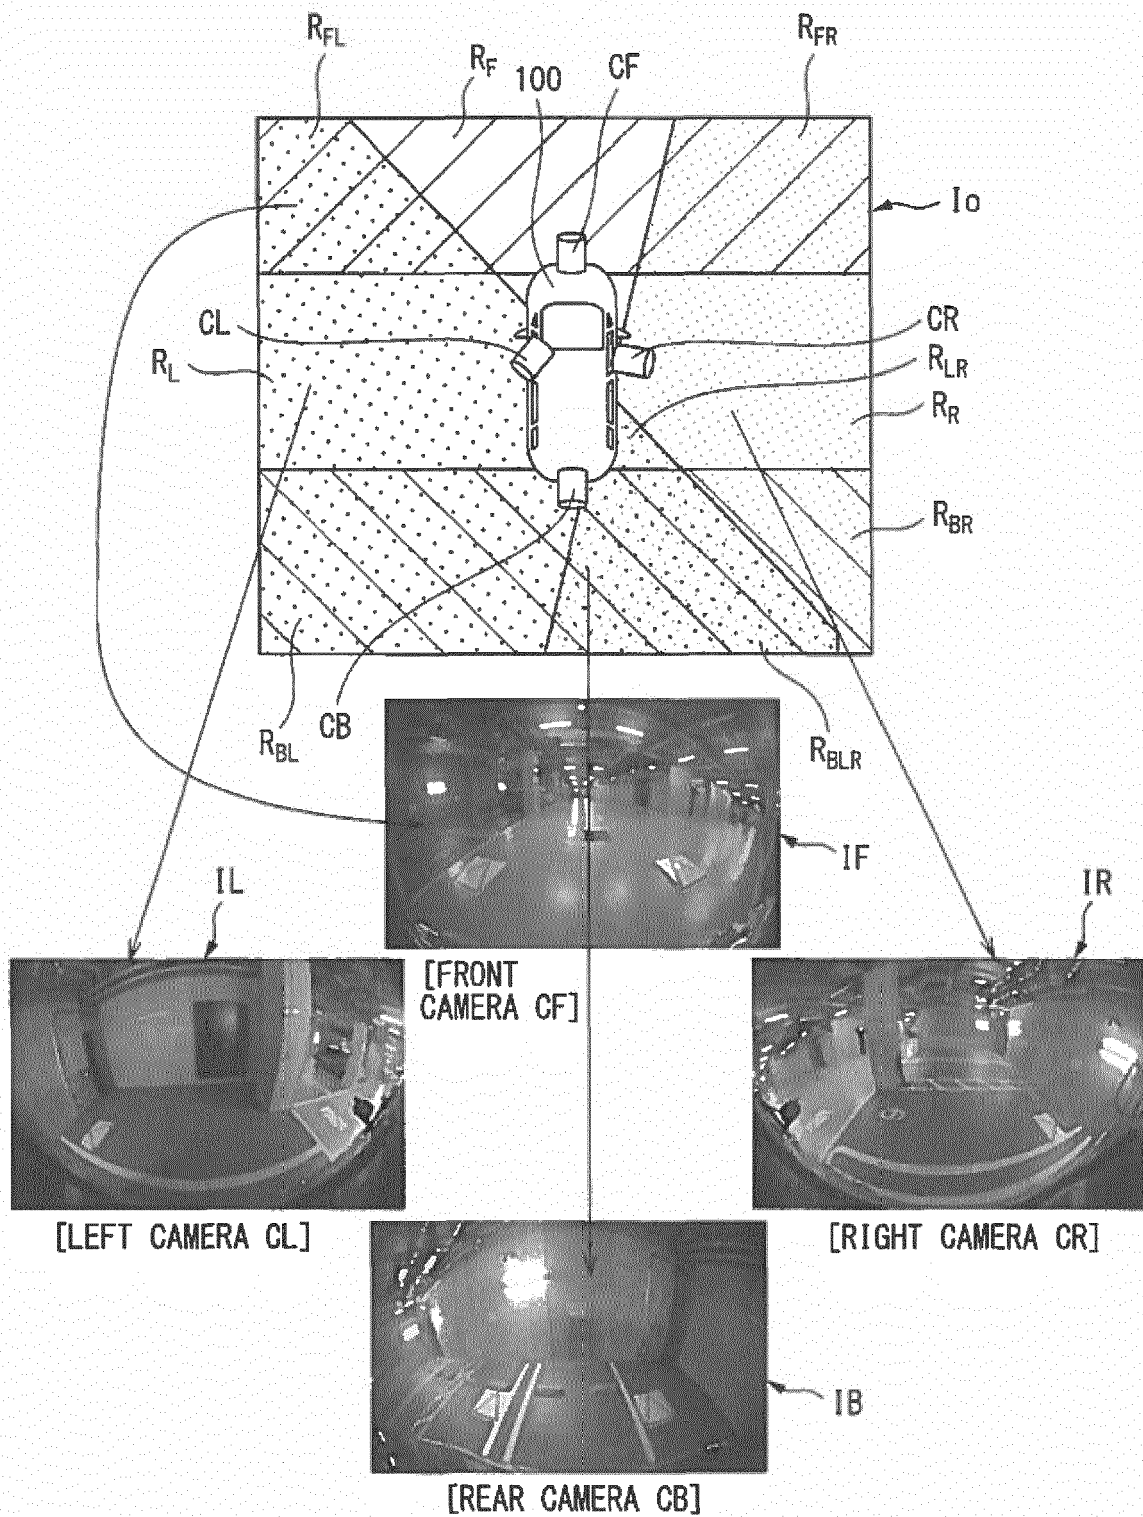 R_FL
R_F
100
CF
R_FR
Io
CL
CR
R_L
R_LR
R_R
R_BR
R_BL
CB
R_BLR
IF
IL
IR
[FRONT
CAMERA CF]
[LEFT CAMERA CL]
[RIGHT CAMERA CR]
IB
[REAR CAMERA CB]